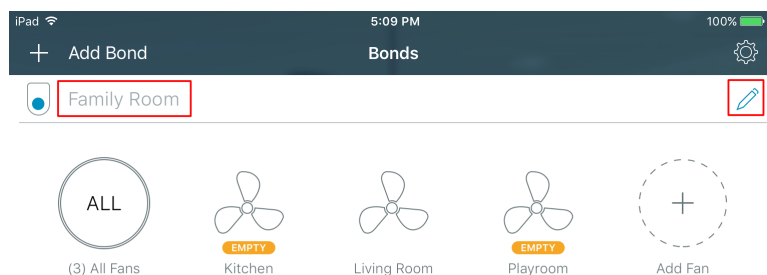 iPad 5:09 PM 100%
+ Add Bond Bonds
Family Room
ALL + 
EMPTY EMPTY
(3) All Fans Kitchen Living Room Playroom Add Fan